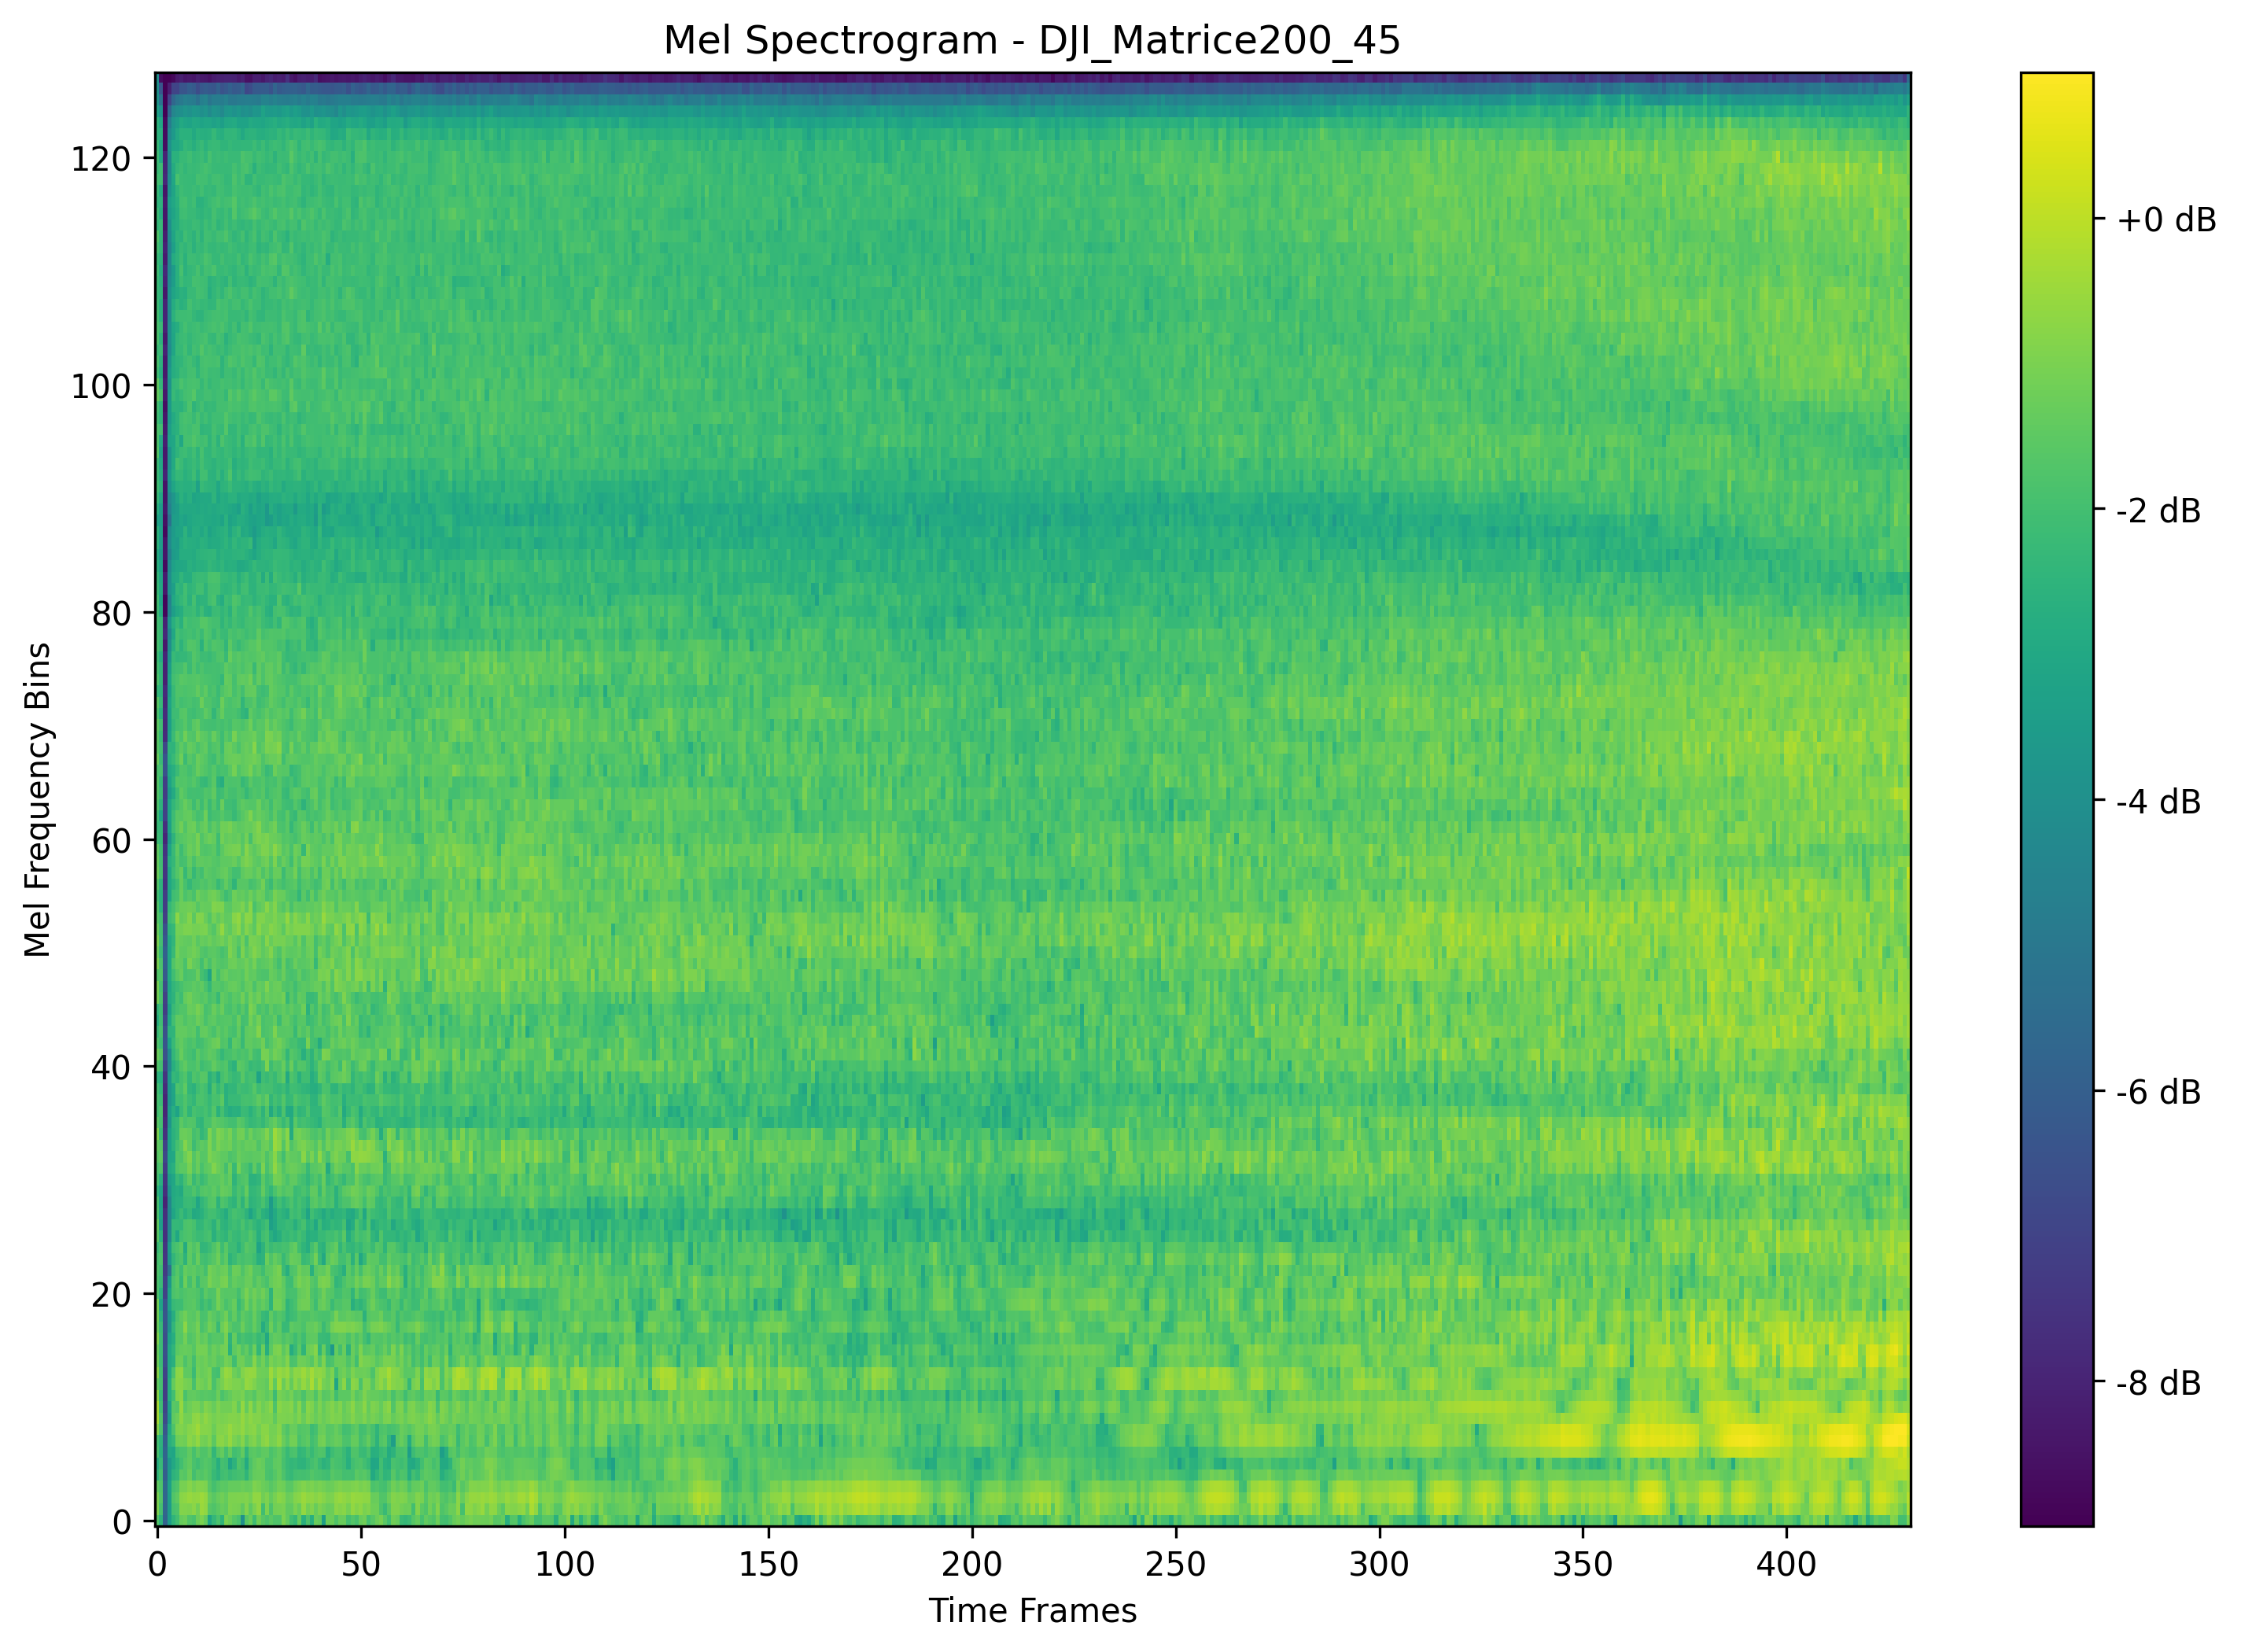 Mel Spectrogram - DJI_Matrice200_45
Mel Frequency Bins
120
100
80
60
40
20
0
0 50 100 150 200 250 300 350 400
Time Frames
+0 dB
-2 dB
-4 dB
-6 dB
-8 dB